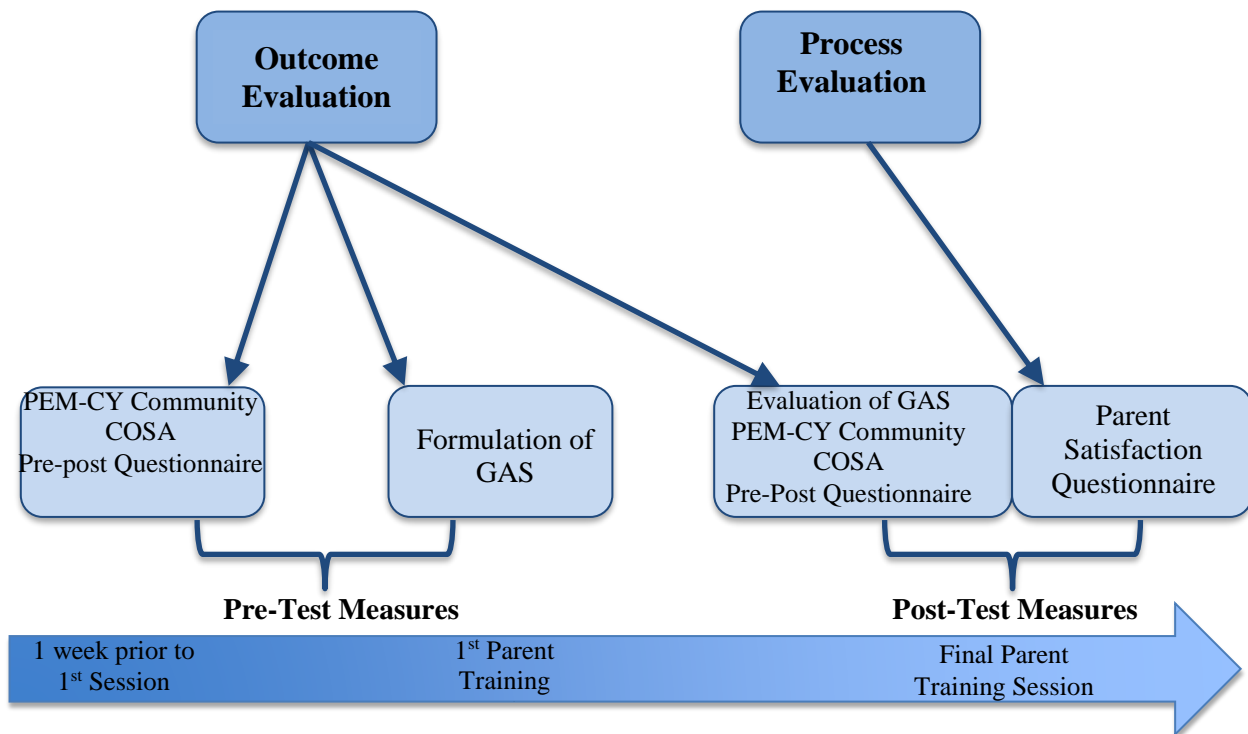 Outcome
Evaluation
Process
Evaluation
PEM-CY Community
COSA
Pre-post Questionnaire
Formulation of
GAS
Evaluation of GAS
PEM-CY Community
COSA
Pre-Post Questionnaire
Parent
Satisfaction
Questionnaire
Pre-Test Measures
Post-Test Measures
1 week prior to
1st Session
1st Parent
Training
Final Parent
Training Session